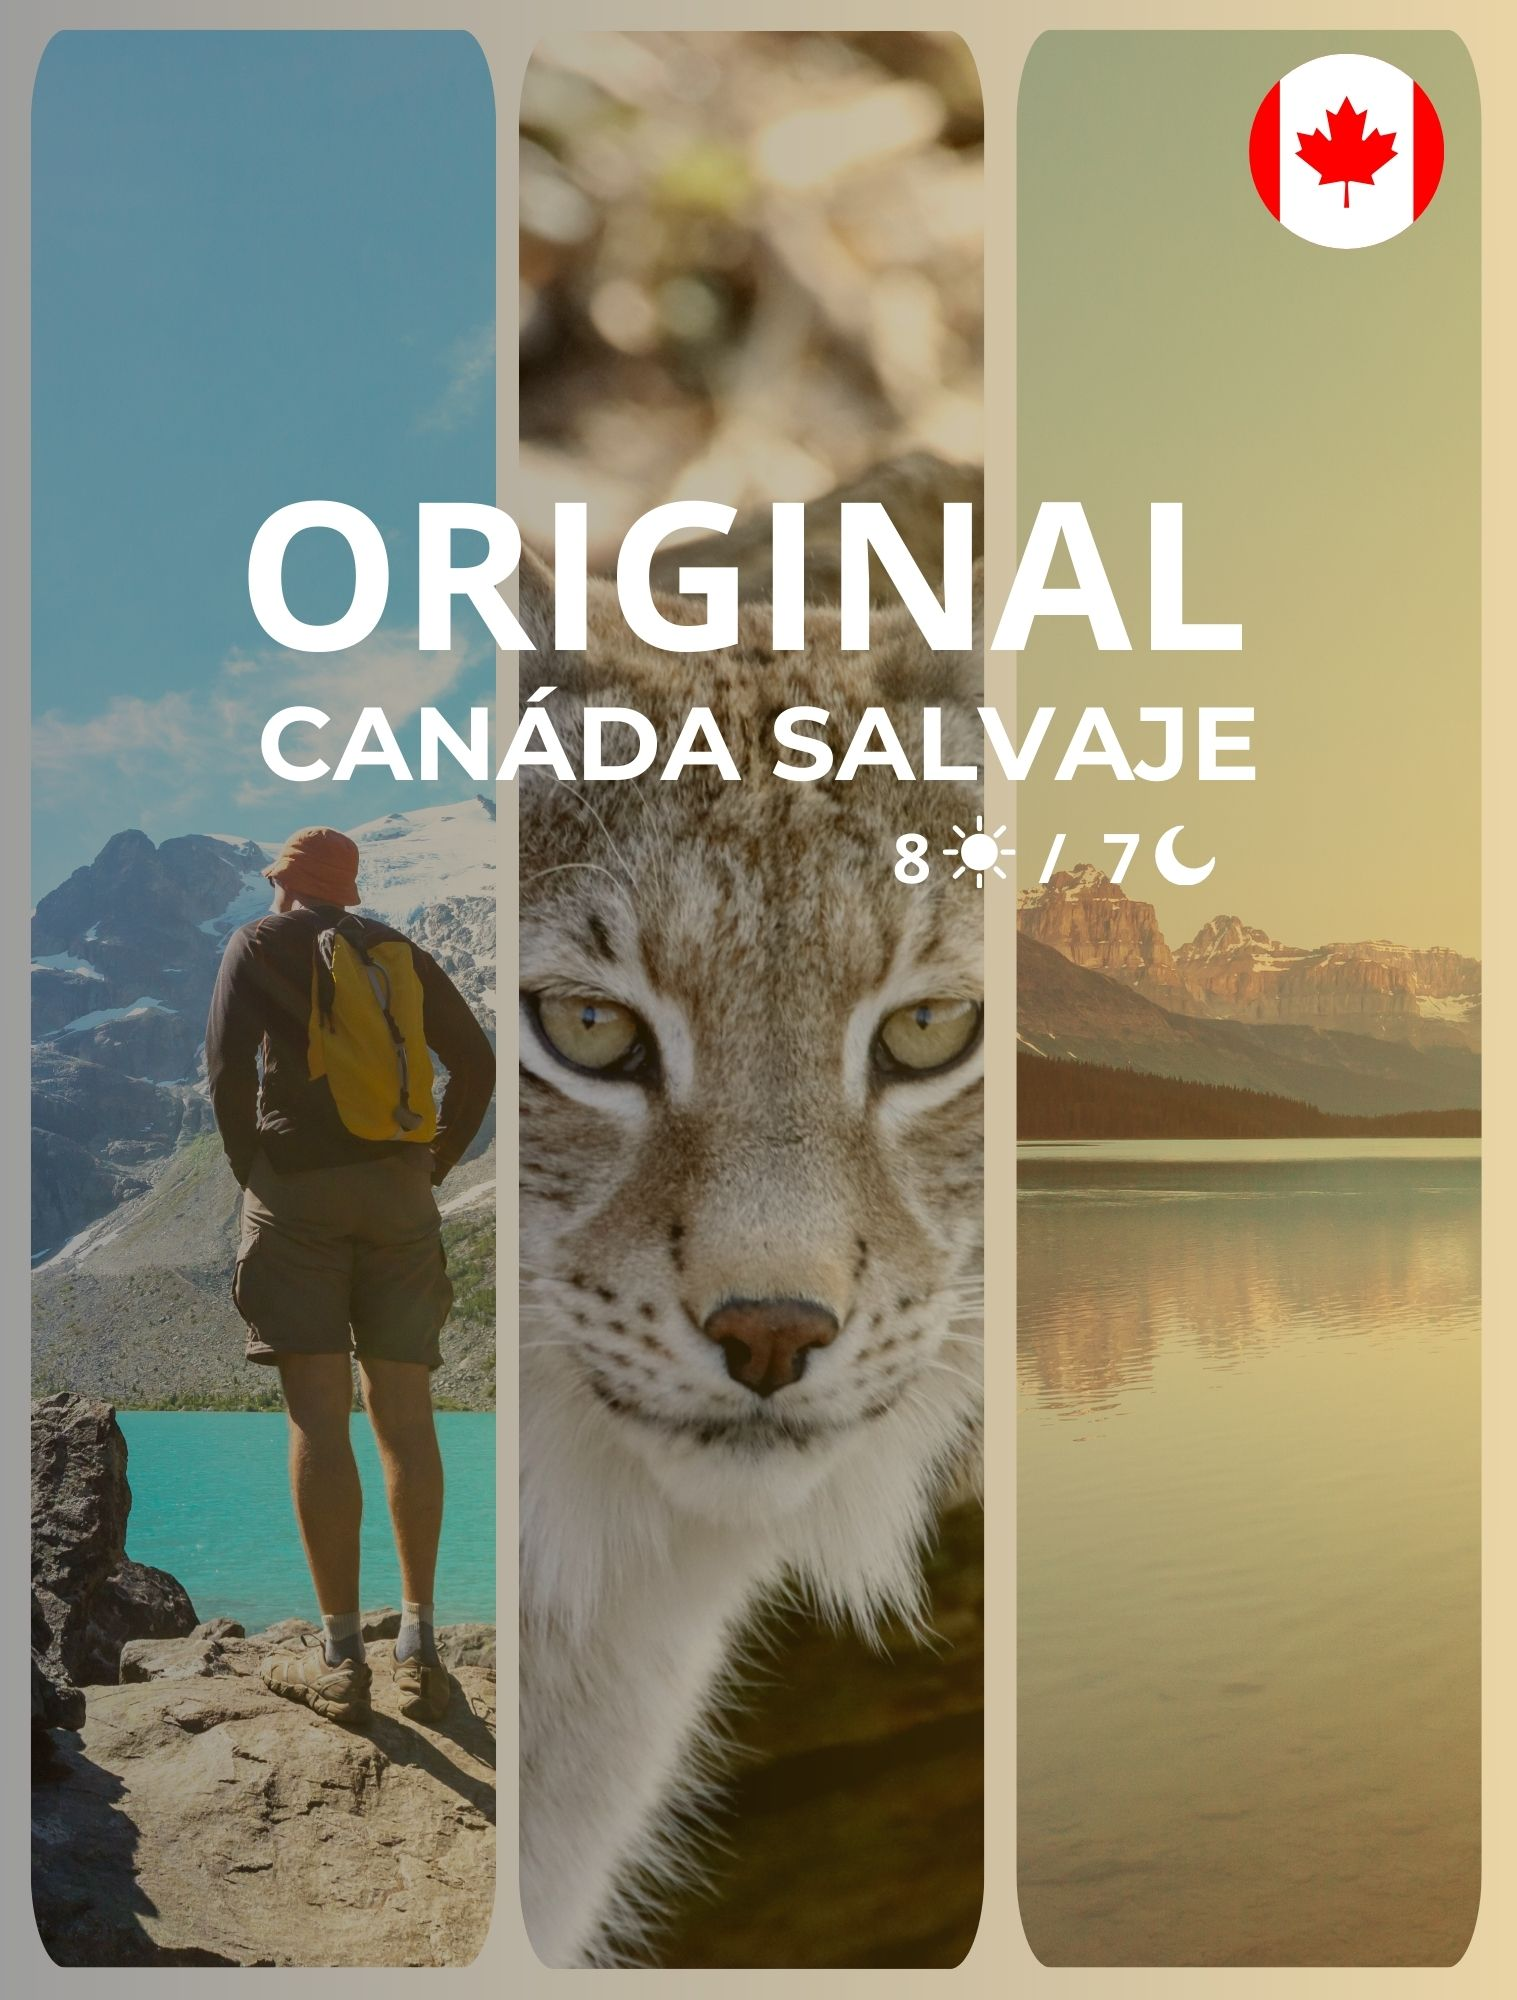 ORIGINAL
CANÁDA SALVAJE
8 / 7